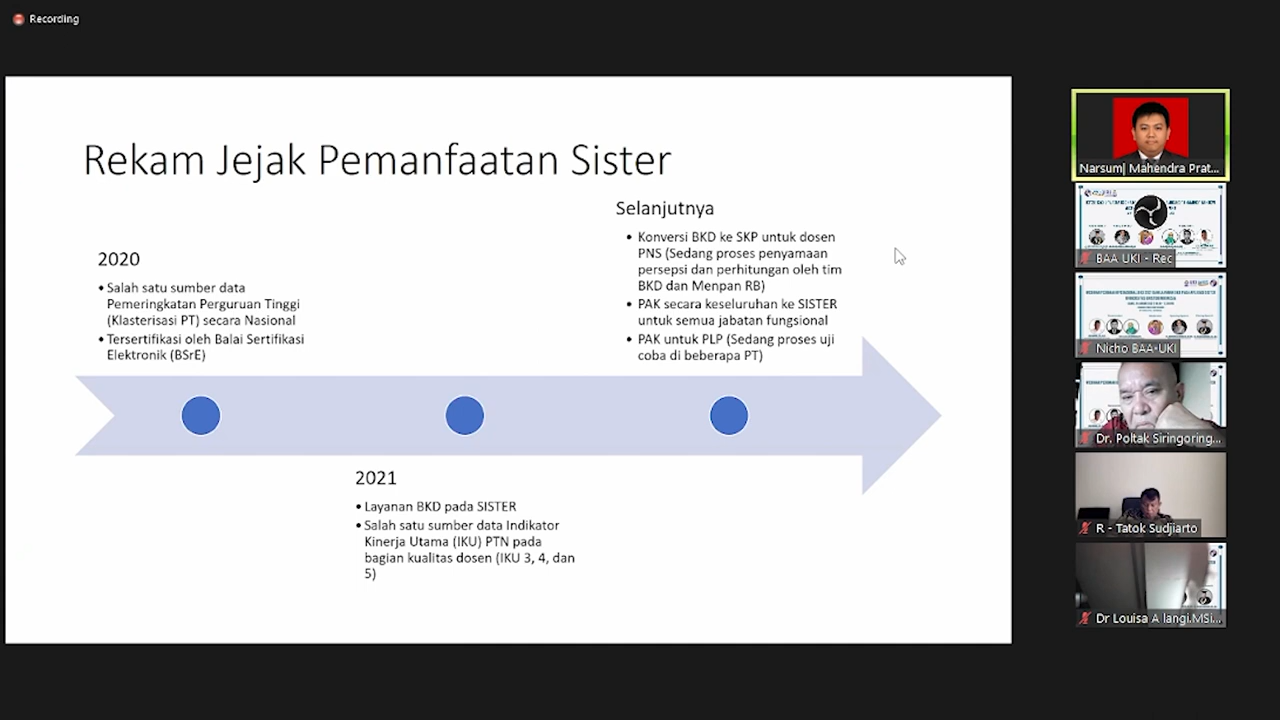 Recording
Rekam Jejak Pemanfaatan Sister
2020
• Salah satu sumber data
Pemeringkatan Perguruan Tinggi
(Klasterisasi PT) secara Nasional
• Tersertifikasi oleh Balai Sertifikasi
Elektronik (BSrE)
2021
• Layanan BKD pada SISTER
• Salah satu sumber data Indikator
Kinerja Utama (IKU) PTN pada
bagian kualitas dosen (IKU 3, 4, dan
5)
Selanjutnya
• Konversi BKD ke SKP untuk dosen
PNS (Sedang proses penyamaan
persepsi dan perhitungan oleh tim
BKD dan Menpan RB)
• PAK secara keseluruhan ke SISTER
untuk semua jabatan fungsional
• PAK untuk PLP (Sedang proses uji
coba di beberapa PT)
Narsum| Mahendra Prat...
BAA UKI - Rec
Nicho BAA-UKI
Dr. Poltak Siringoring...
R - Tatok Sudjiarto
Dr Louisa A langi.MSi...